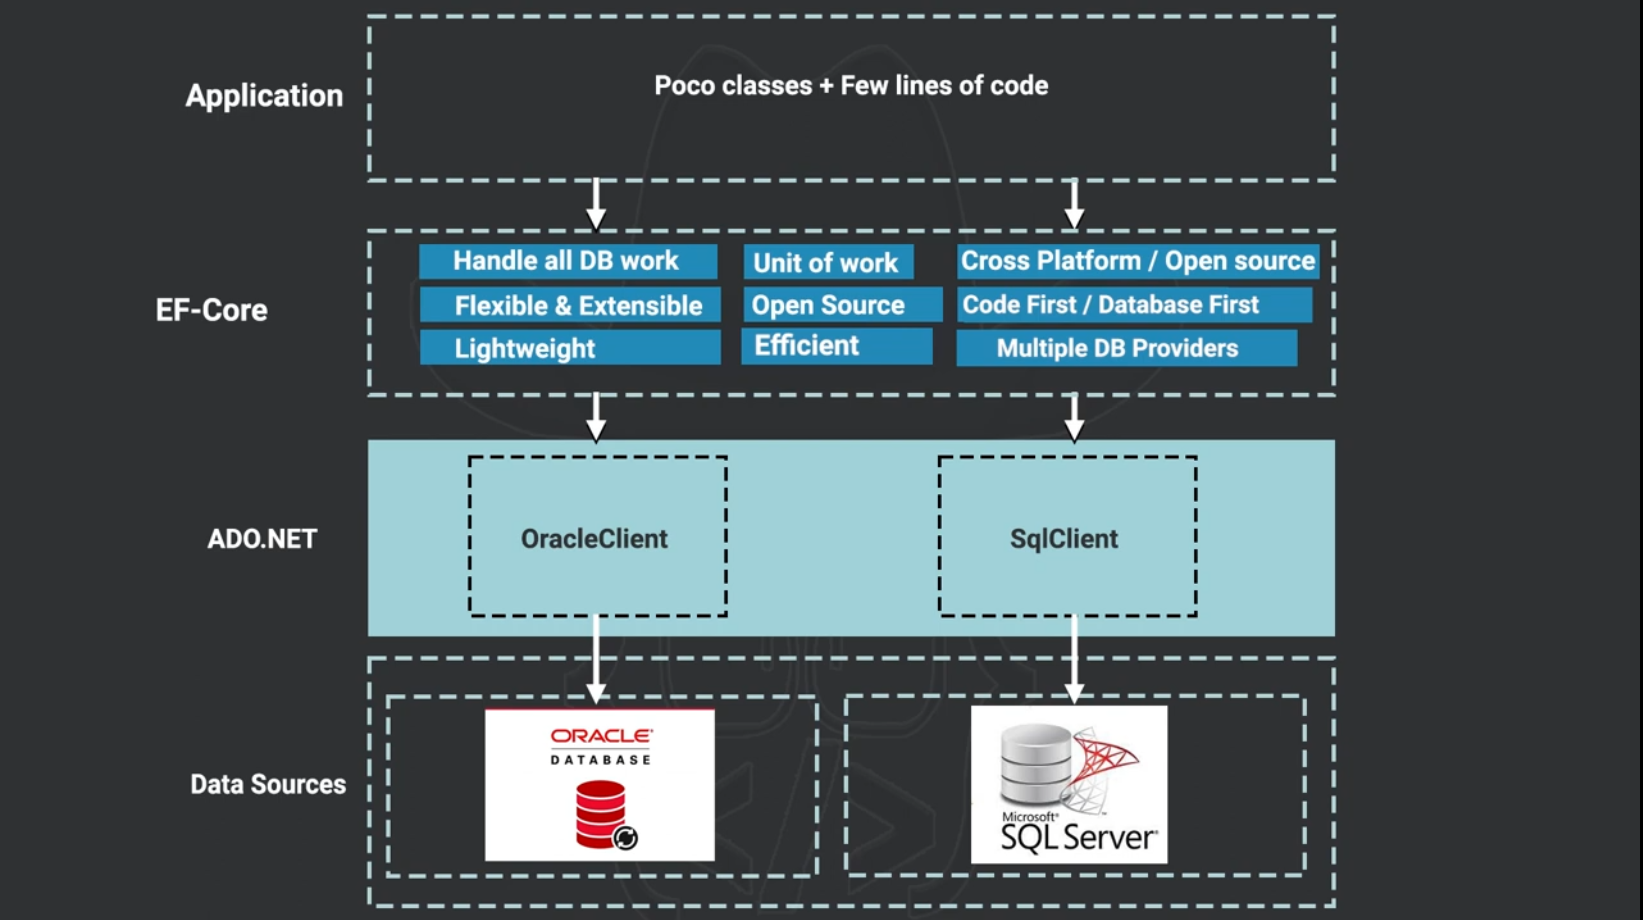 Application
Poco classes + Few lines of code
EF-Core
Handle all DB work
Unit of work
Cross Platform / Open source
Flexible & Extensible
Open Source
Code First / Database First
Lightweight
Efficient
Multiple DB Providers
ADO.NET
OracleClient
SqlClient
Data Sources
ORACLE®
DATABASE
Microsoft®
SQL Server®